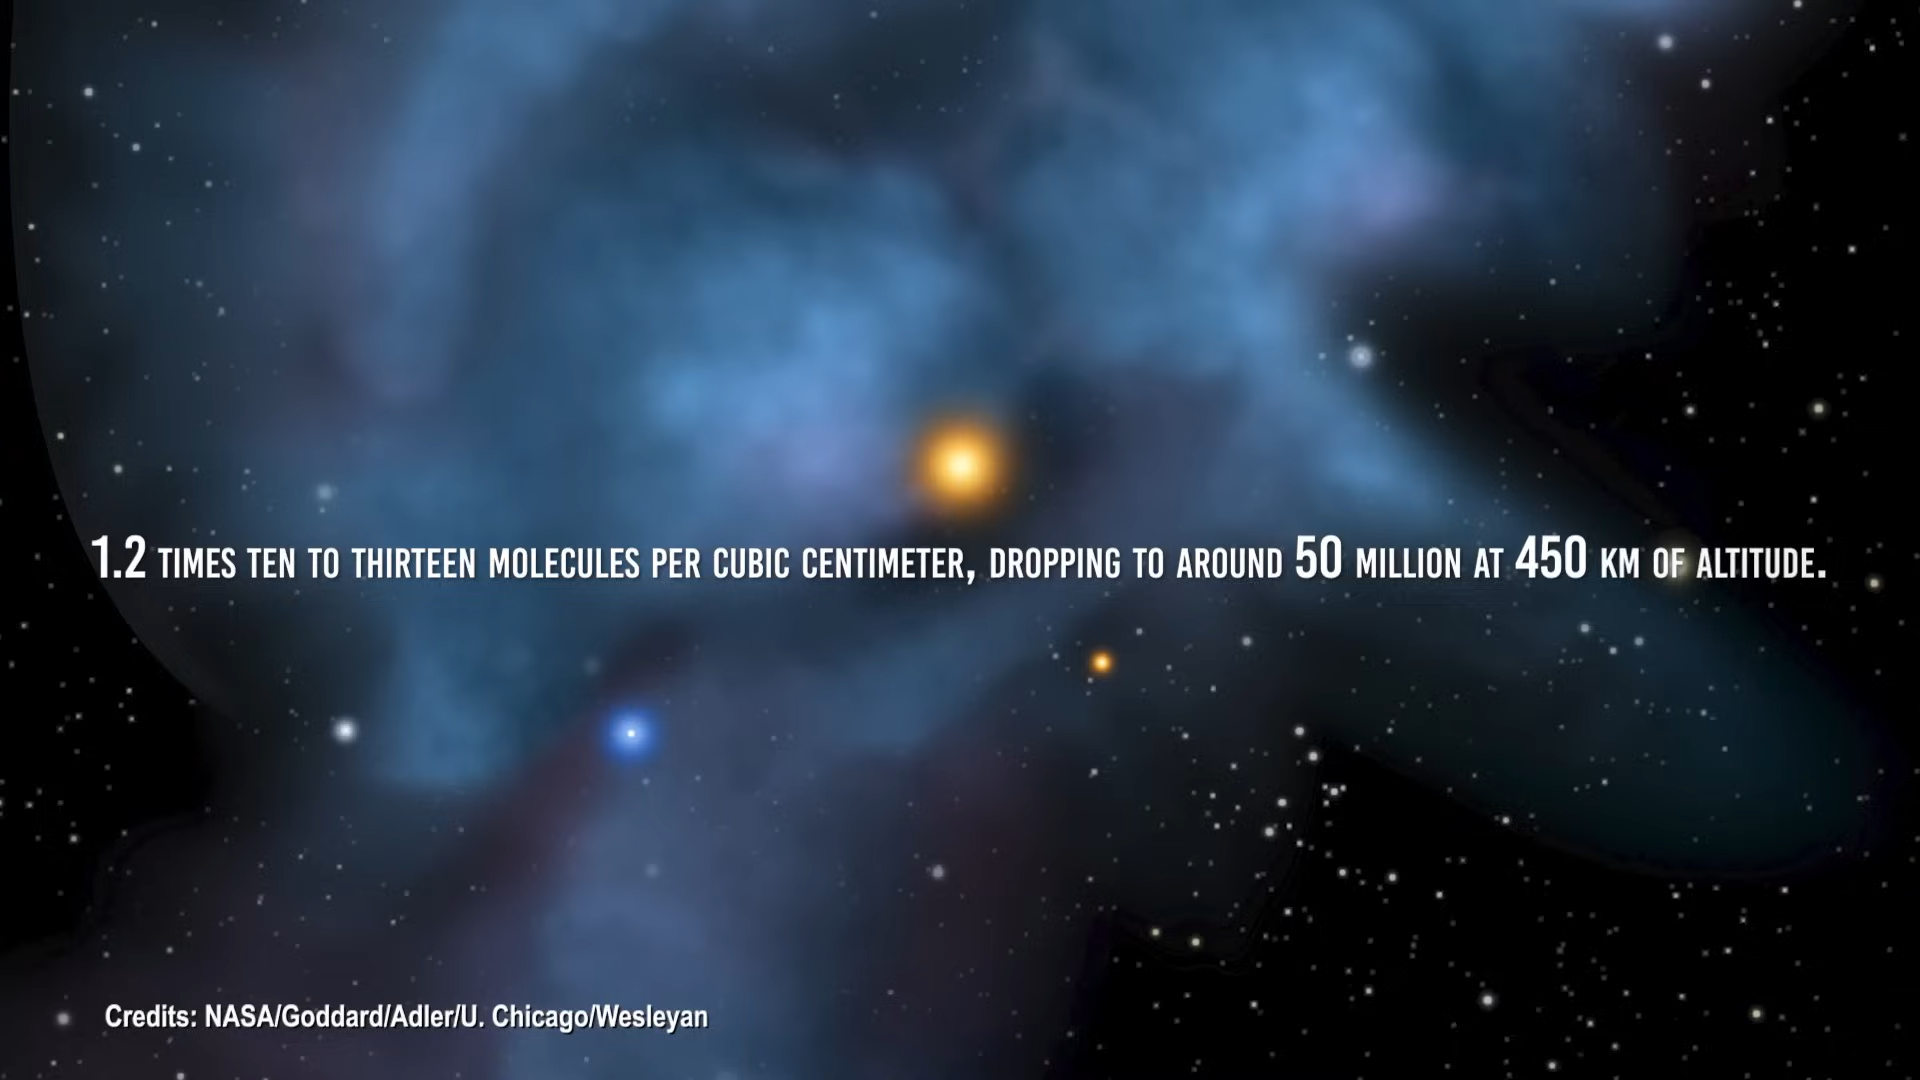 1.2 TIMES TEN TO THIRTEEN MOLECULES PER CUBIC CENTIMETER, DROPPING TO AROUND 50 MILLION AT 450 KM OF ALTITUDE.
Credits: NASA/Goddard/Adler/U. Chicago/Wesleyan